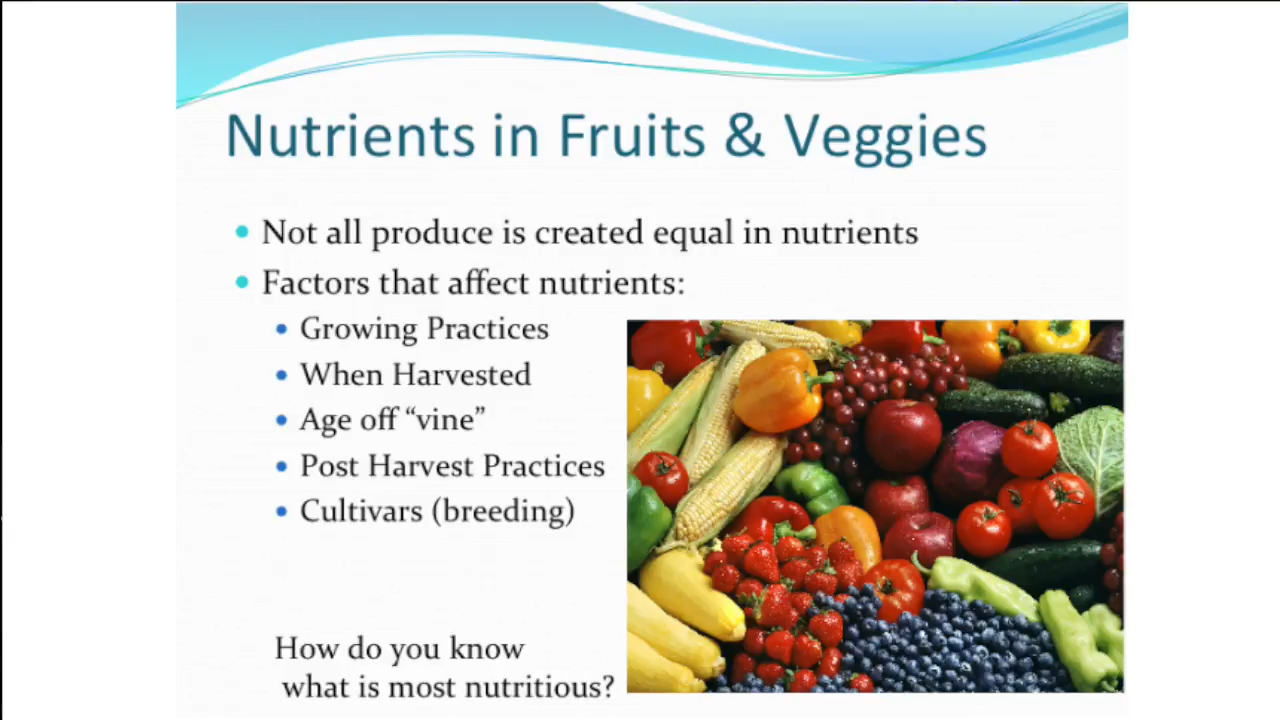 Nutrients in Fruits & Veggies
• Not all produce is created equal in nutrients
• Factors that affect nutrients:
• Growing Practices
• When Harvested
• Age off “vine”
• Post Harvest Practices
• Cultivars (breeding)
How do you know
what is most nutritious?